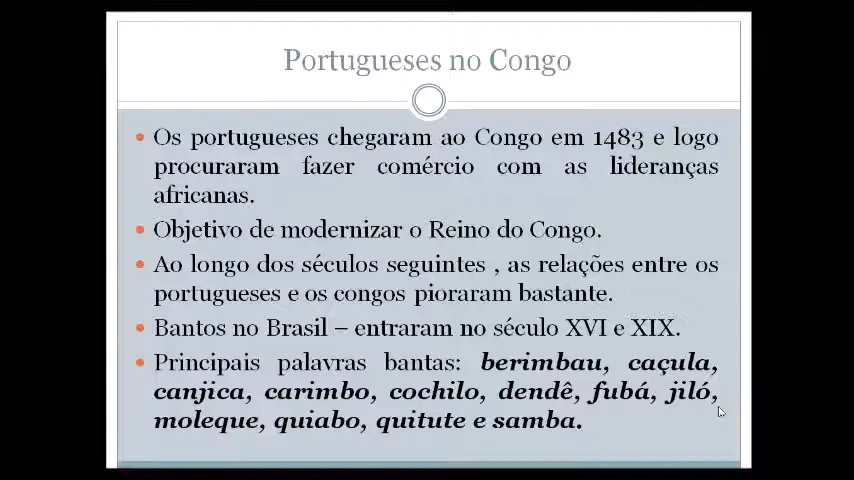 Portugueses no Congo
• Os portugueses chegaram ao Congo em 1483 e logo
procuraram fazer comércio com as lideranças
africanas.
• Objetivo de modernizar o Reino do Congo.
• Ao longo dos séculos seguintes , as relações entre os
portugueses e os congos pioraram bastante.
• Bantos no Brasil – entraram no século XVI e XIX.
• Principais palavras bantas: berimbau, caçula,
canjica, carimbo, cochilo, dendê, fubá, jiló,
moleque, quiabo, quitute e samba.